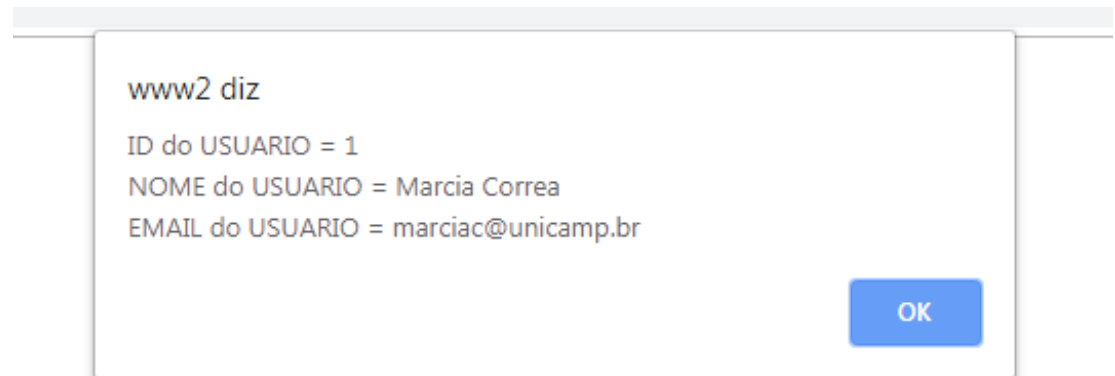 www2 diz
ID do USUARIO = 1
NOME do USUARIO = Marcia Correa
EMAIL do USUARIO = marciac@unicamp.br
OK